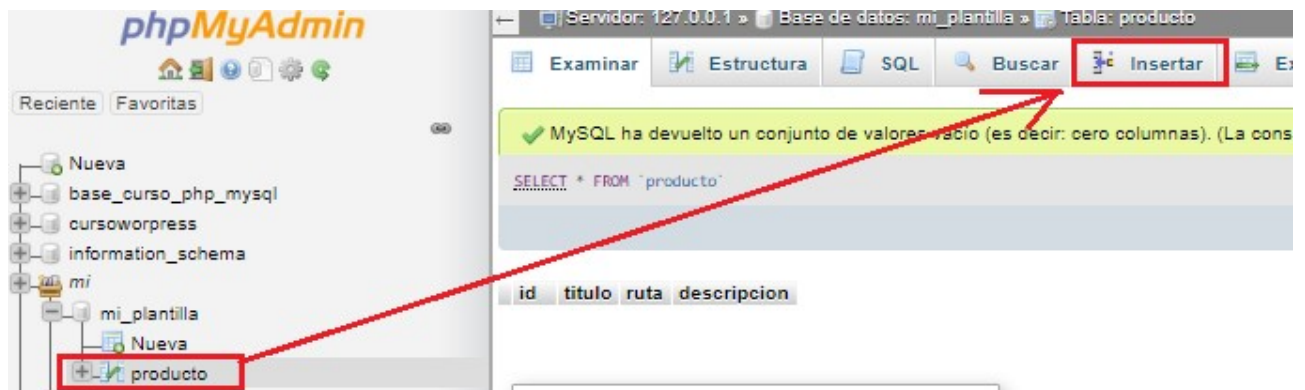 phpMyAdmin
Servidor: 127.0.0.1 » Base de datos: mi_plantilla » Tabla: producto
Examinar Estructura SQL Buscar Insertar Ex
Reciente Favoritas
MySQL ha devuelto un conjunto de valores vacío (es decir: cero columnas). (La cons
Nueva
SELECT * FROM `producto`
base_curso_php_mysql
cursoworpress
information_schema
mi
id titulo ruta descripcion
mi_plantilla
Nueva
producto